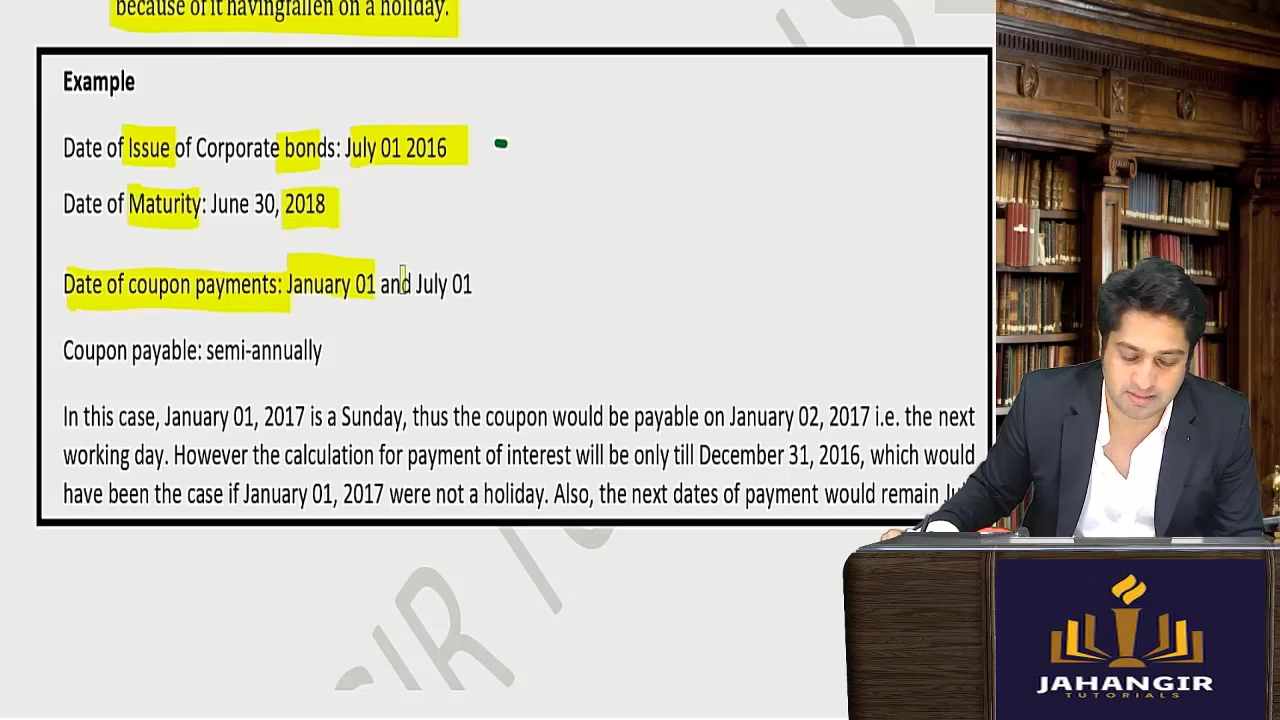 because of it havingfallen on a holiday.
Example
Date of Issue of Corporate bonds: July 01 2016
Date of Maturity: June 30, 2018
Date of coupon payments: January 01 and July 01
Coupon payable: semi-annually
In this case, January 01, 2017 is a Sunday, thus the coupon would be payable on January 02, 2017 i.e. the next
working day. However the calculation for payment of interest will be only till December 31, 2016, which would
have been the case if January 01, 2017 were not a holiday. Also, the next dates of payment would remain
JAHANGIR
TUTORIALS